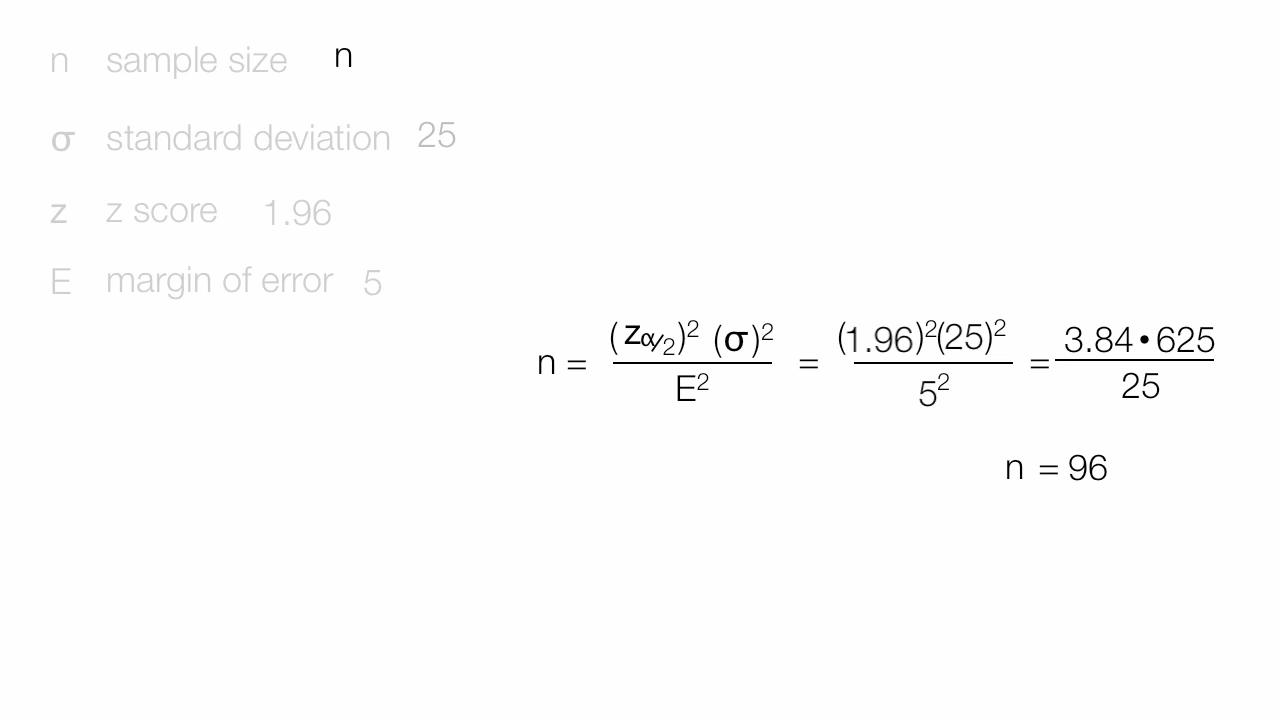 n sample size n
σ standard deviation 25
z z score 1.96
E margin of error 5
n = (zα/2)² (σ)² / E² = (1.96)²(25)² / 5² = 3.84•625 / 25
n = 96